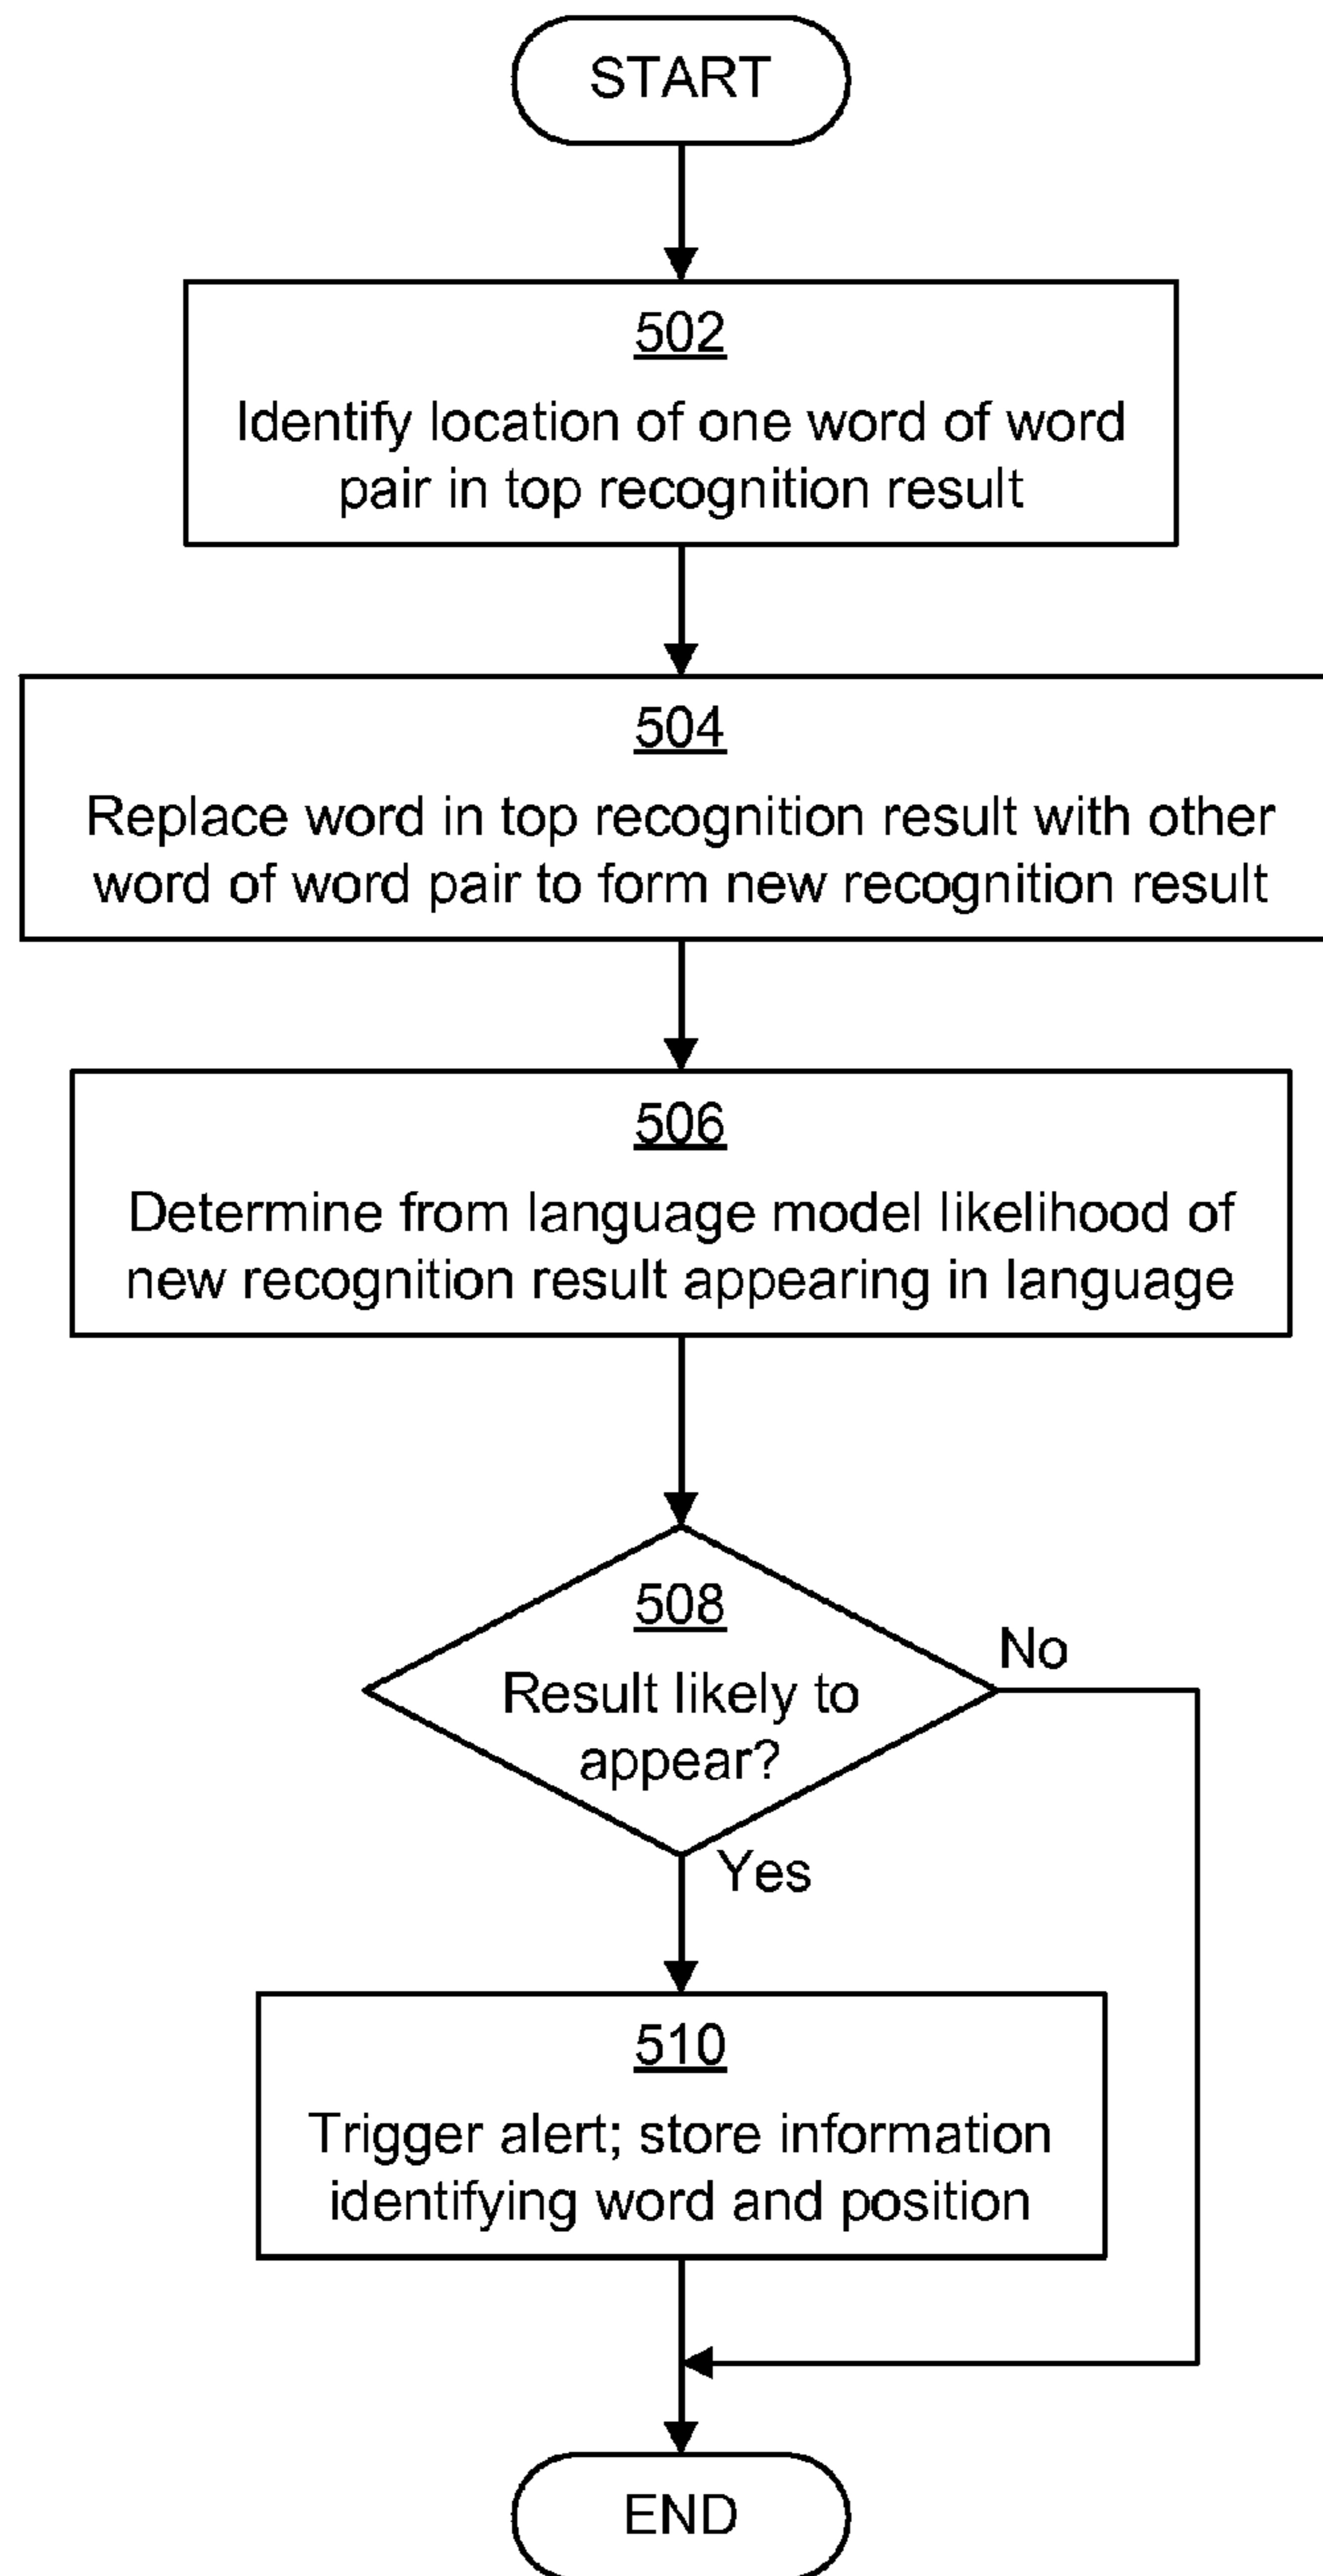 START
502
Identify location of one word of word
pair in top recognition result
504
Replace word in top recognition result with other
word of word pair to form new recognition result
506
Determine from language model likelihood of
new recognition result appearing in language
508
Result likely to
appear?
No
Yes
510
Trigger alert; store information
identifying word and position
END